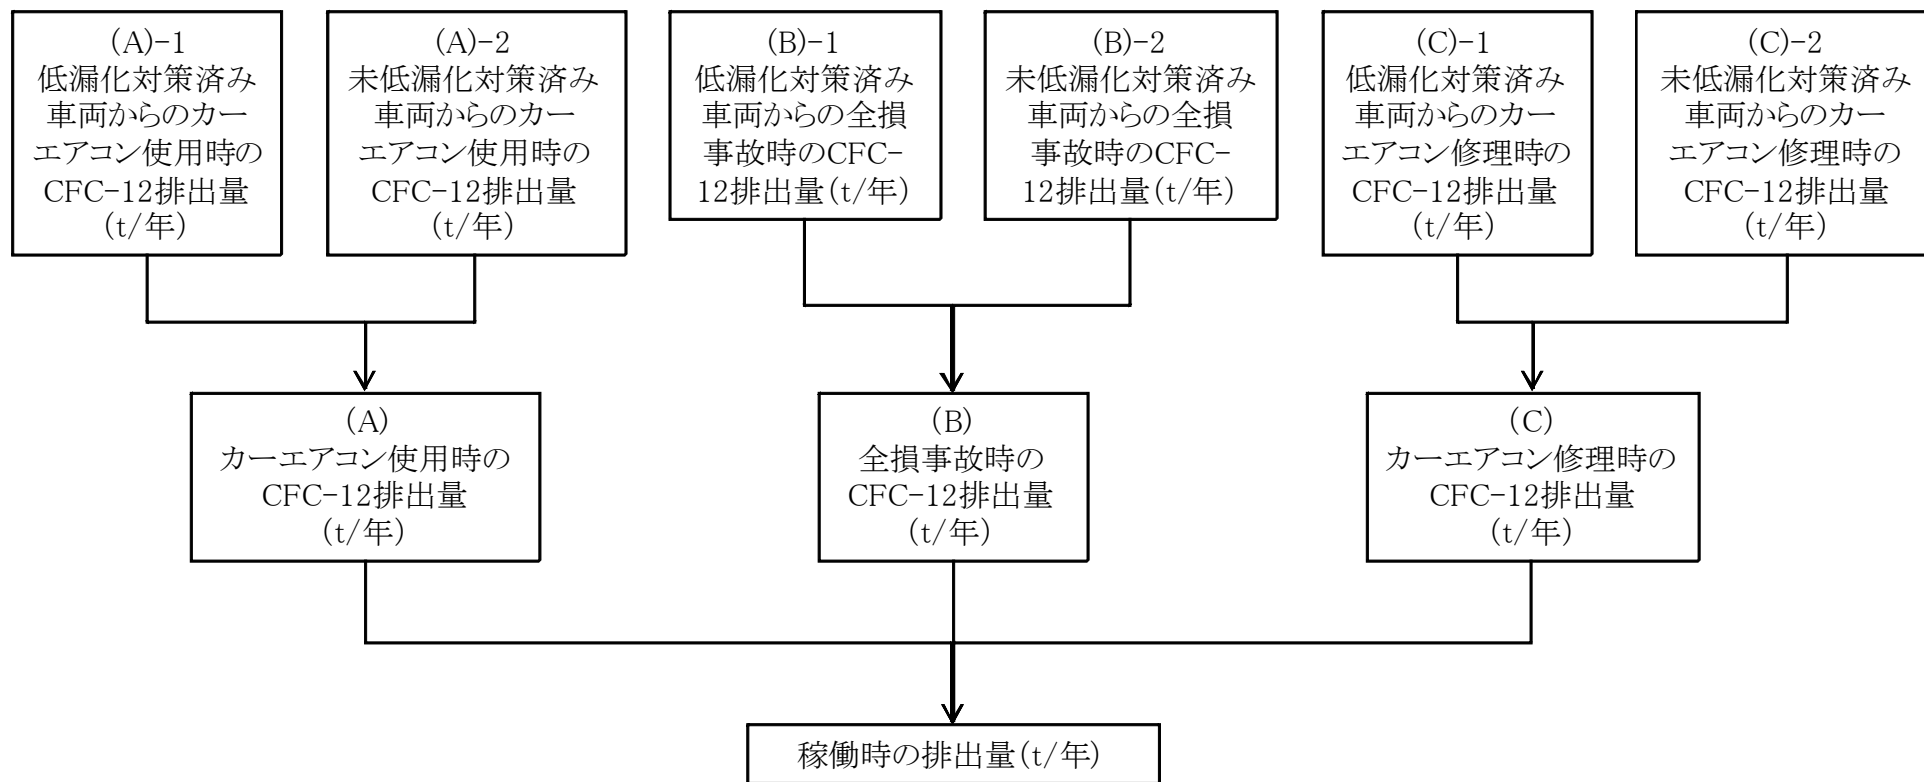 (A)-1
低漏化対策済み
車両からのカー
エアコン使用時の
CFC-12排出量
(t/年)
(A)-2
未低漏化対策済み
車両からのカー
エアコン使用時の
CFC-12排出量
(t/年)
(B)-1
低漏化対策済み
車両からの全損
事故時のCFC-
12排出量(t/年)
(B)-2
未低漏化対策済み
車両からの全損
事故時のCFC-
12排出量(t/年)
(C)-1
低漏化対策済み
車両からのカー
エアコン修理時の
CFC-12排出量
(t/年)
(C)-2
未低漏化対策済み
車両からのカー
エアコン修理時の
CFC-12排出量
(t/年)
(A)
カーエアコン使用時の
CFC-12排出量
(t/年)
(B)
全損事故時の
CFC-12排出量
(t/年)
(C)
カーエアコン修理時の
CFC-12排出量
(t/年)
稼働時の排出量(t/年)